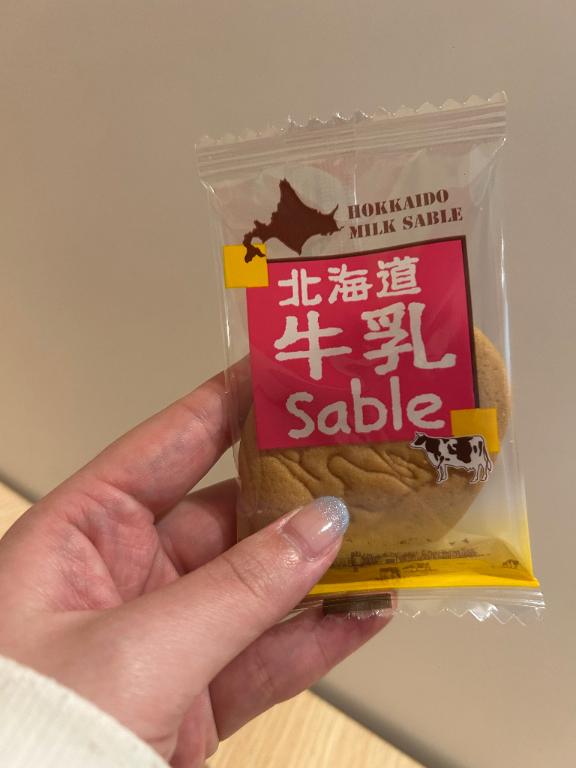 HOKKAIDO
MILK SABLE
北海道
牛乳
Sable